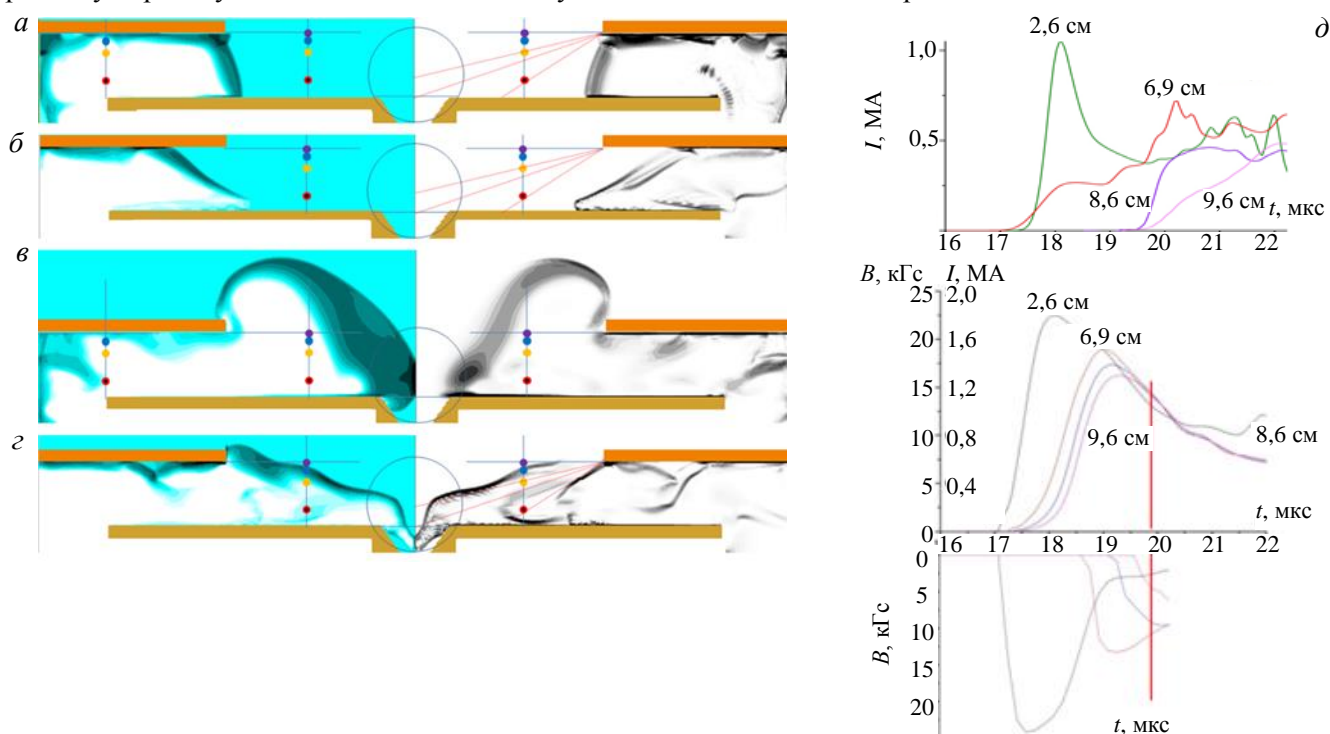 а
б
в
г
д
I, МА
1,0
0,5
2,6 см
6,9 см
8,6 см
9,6 см
t, мкс
16 17 18 19 20 21 22
B, кГс I, МА
25 2,0
20 1,6
15 1,2
10 0,8
5 0,4
0
2,6 см
6,9 см
9,6 см
8,6 см
t, мкс
16 17 18 19 20 21 22
B, кГс
0
5
10
15
20
t, мкс